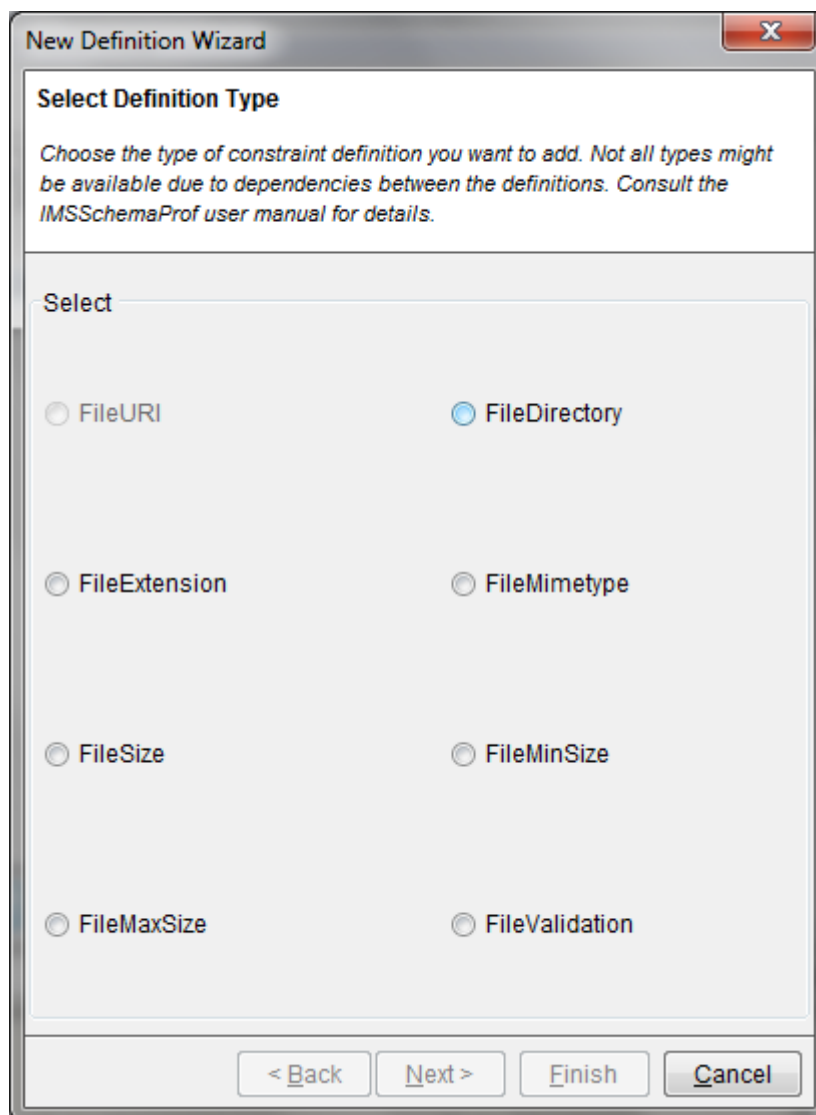 New Definition Wizard
x
Select Definition Type
Choose the type of constraint definition you want to add. Not all types might
be available due to dependencies between the definitions. Consult the
IMSSchemaProf user manual for details.
Select
FileURI
FileDirectory
FileExtension
FileMimetype
FileSize
FileMinSize
FileMaxSize
FileValidation
< Back
Next >
Finish
Cancel